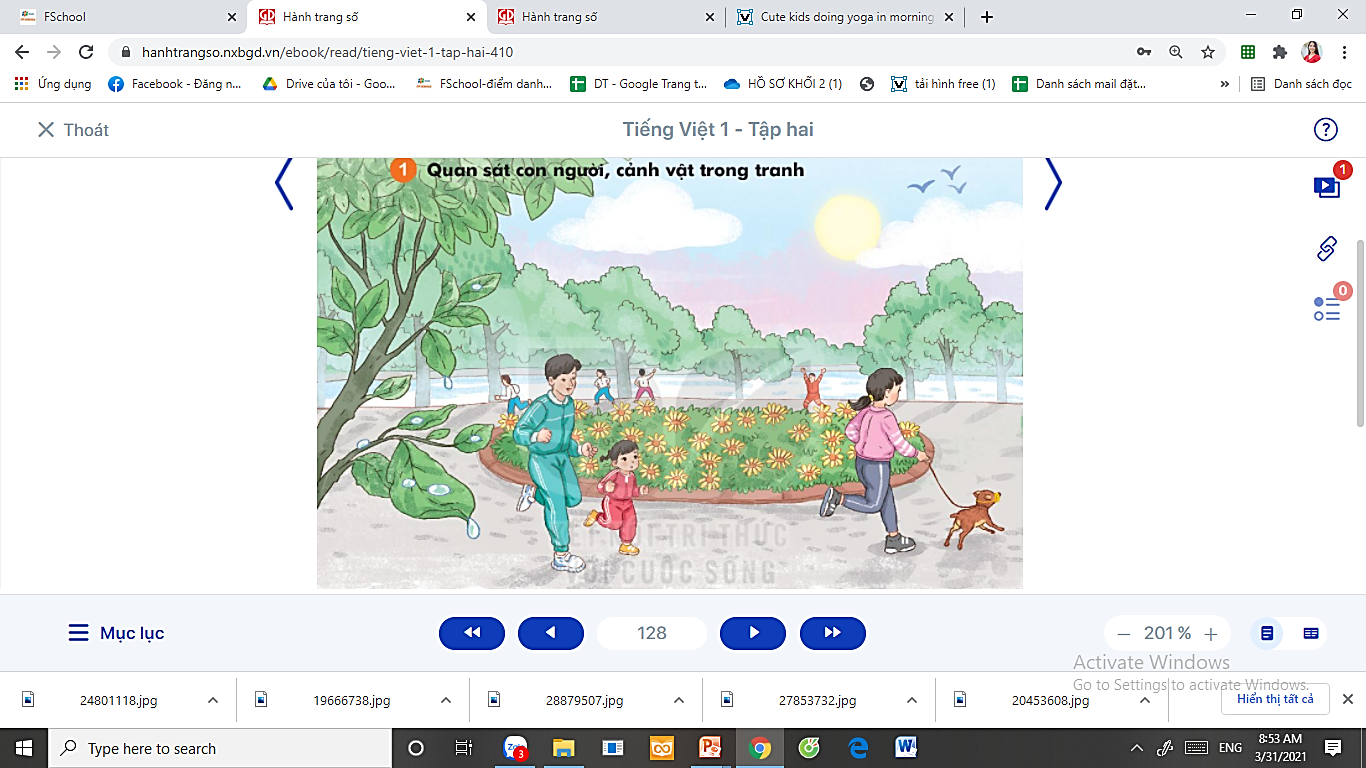 FSchool
Hành trang số
Hành trang số
Cute kids doing yoga in morning
hanhtrangso.nxbgd.vn/ebook/read/tieng-viet-1-tap-hai-410
Ứng dụng
Facebook - Đăng n...
Drive của tôi - Goo...
FSchool-điểm danh...
DT - Google Trang t...
HỒ SƠ KHỐI 2 (1)
tải hình free (1)
Danh sách mail đặt...
»
Danh sách đọc
Thoát
Tiếng Việt 1 - Tập hai
?
1 Quan sát con người, cảnh vật trong tranh
1
0
TRI THỨC
CUỘC SỐNG
Mục lục
128
201 %
Activate Windows
Go to Settings to activate Windows.
24801118.jpg
19666738.jpg
28879507.jpg
27853732.jpg
20453608.jpg
Hiển thị tất cả
Type here to search
3
ENG
8:53 AM
3/31/2021